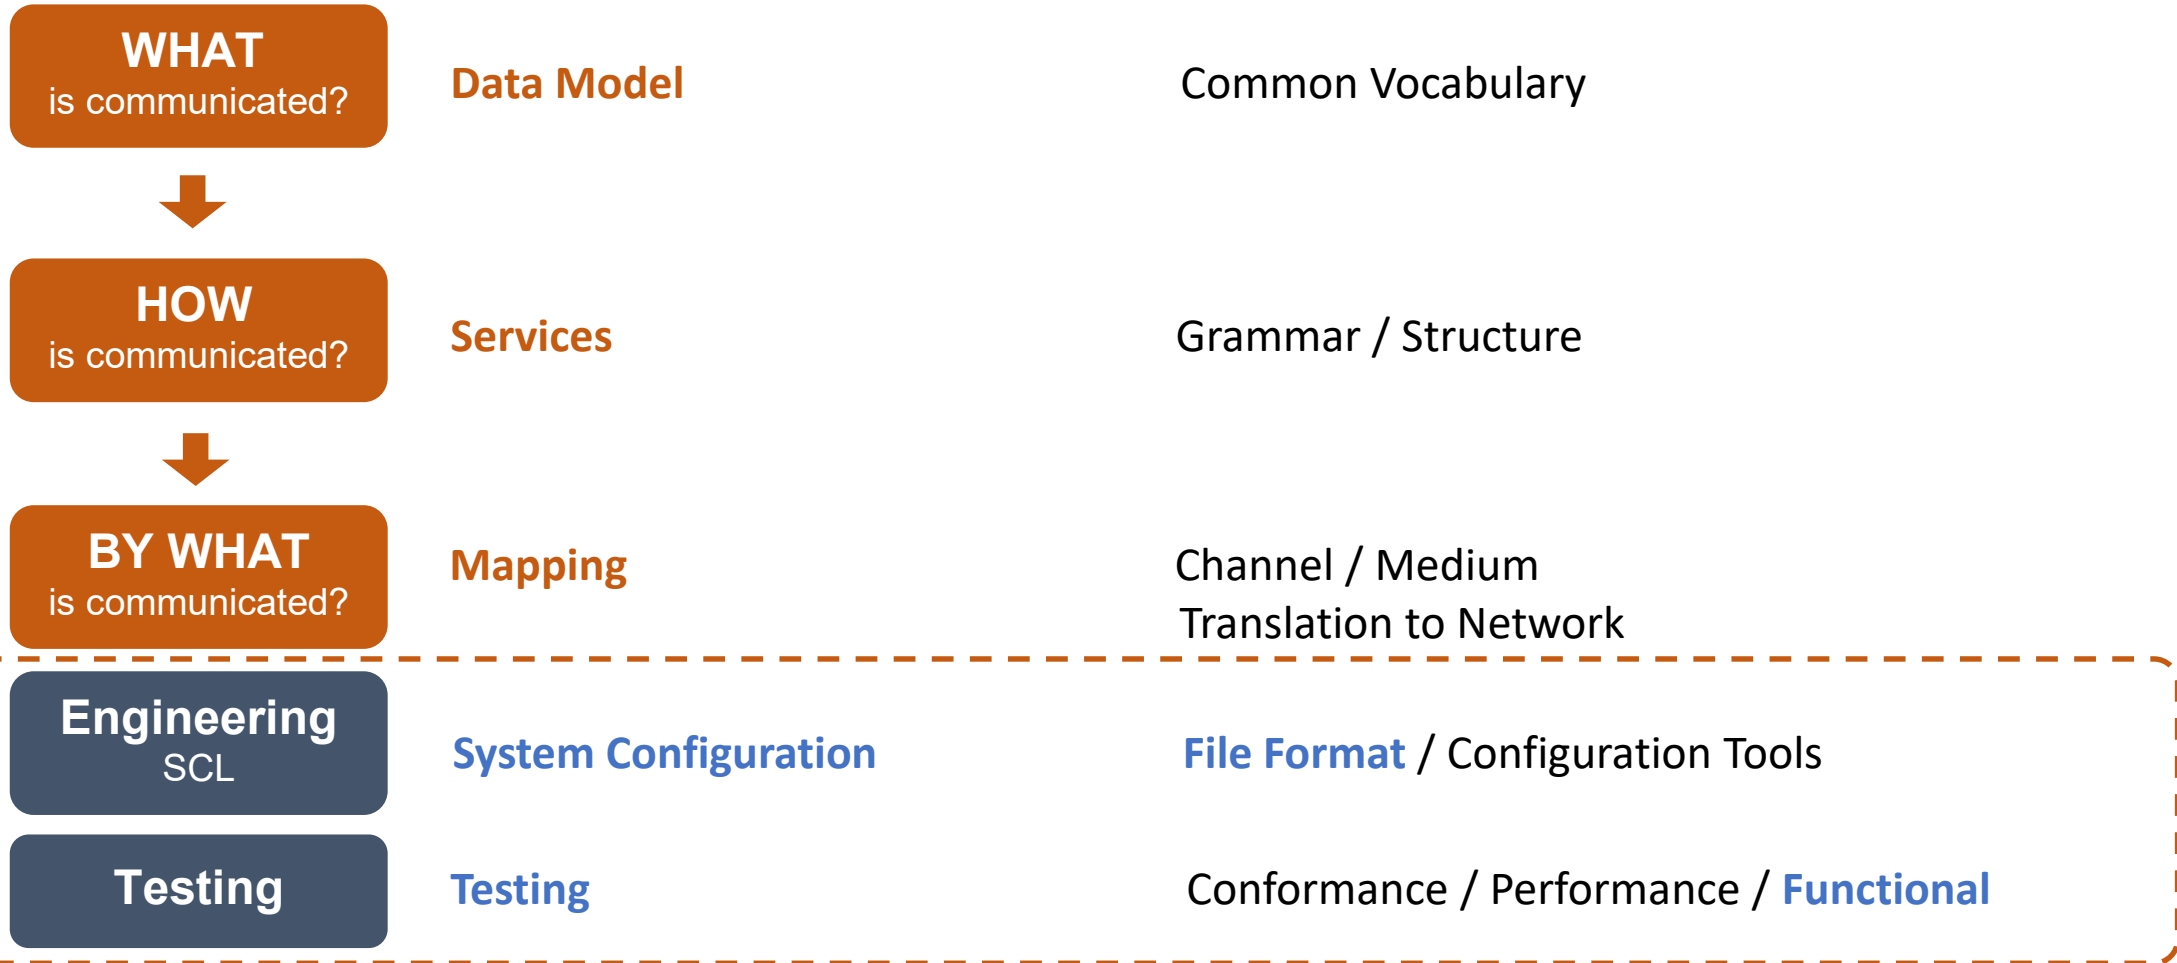 WHAT
is communicated?
Data Model
Common Vocabulary
HOW
is communicated?
Services
Grammar / Structure
BY WHAT
is communicated?
Mapping
Channel / Medium
Translation to Network
Engineering
SCL
System Configuration
File Format / Configuration Tools
Testing
Testing
Conformance / Performance / Functional